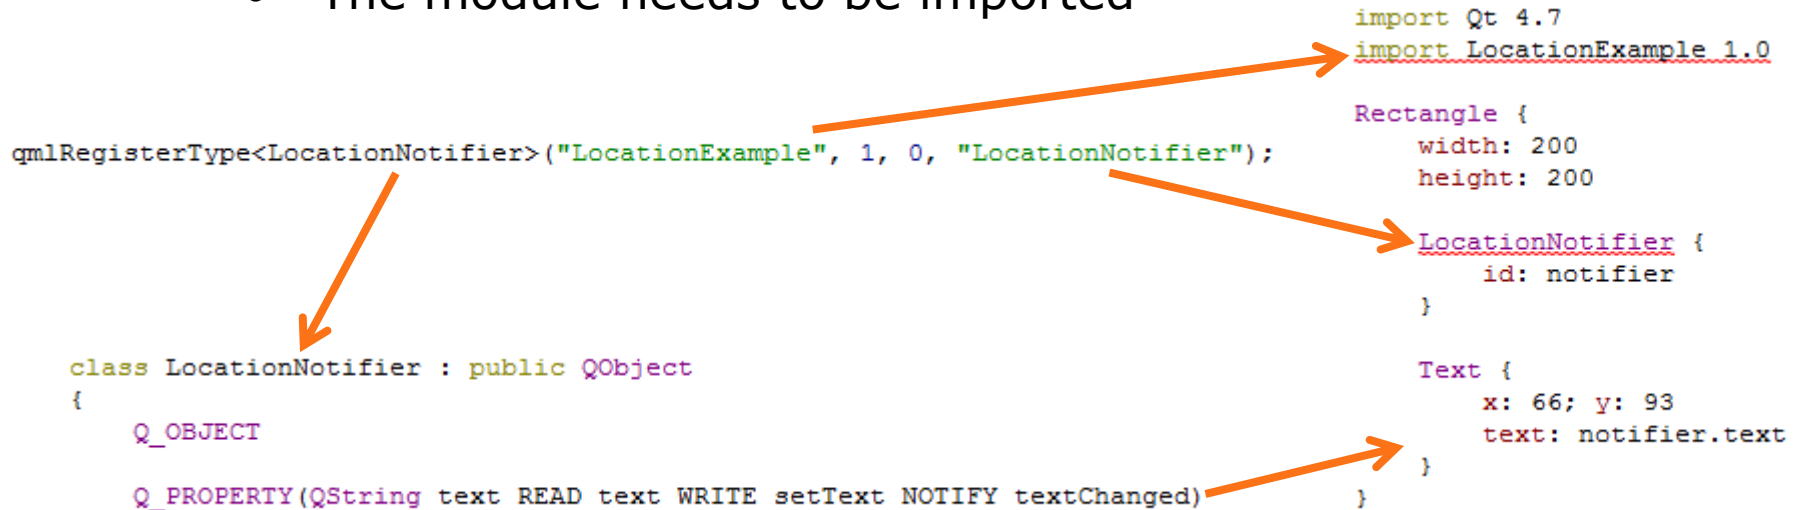 • The module needs to be imported
qmlRegisterType<LocationNotifier>("LocationExample", 1, 0, "LocationNotifier");
class LocationNotifier : public QObject
{
    Q_OBJECT
    Q_PROPERTY(QString text READ text WRITE setText NOTIFY textChanged)
import Qt 4.7
import LocationExample 1.0
Rectangle {
    width: 200
    height: 200
    LocationNotifier {
        id: notifier
    }
    Text {
        x: 66; y: 93
        text: notifier.text
    }
}